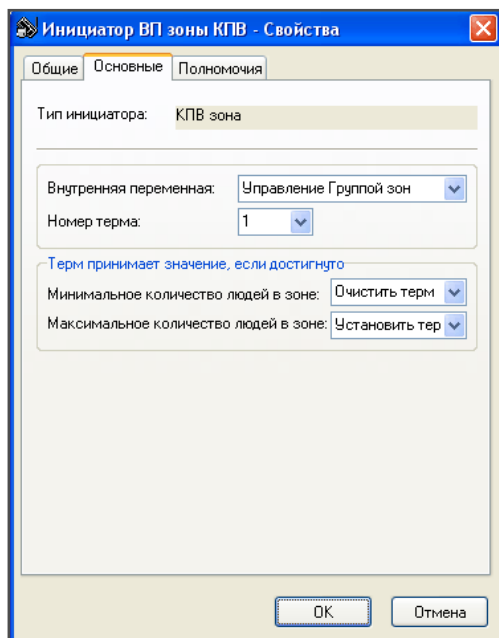 Инициатор ВП зоны КПВ - Свойства
Общие Основные Полномочия
Тип инициатора: КПВ зона
Внутренняя переменная: Управление Группой зон
Номер терма: 1
Терм принимает значение, если достигнуто
Минимальное количество людей в зоне: Очистить терм
Максимальное количество людей в зоне: Установить тер
OK Отмена